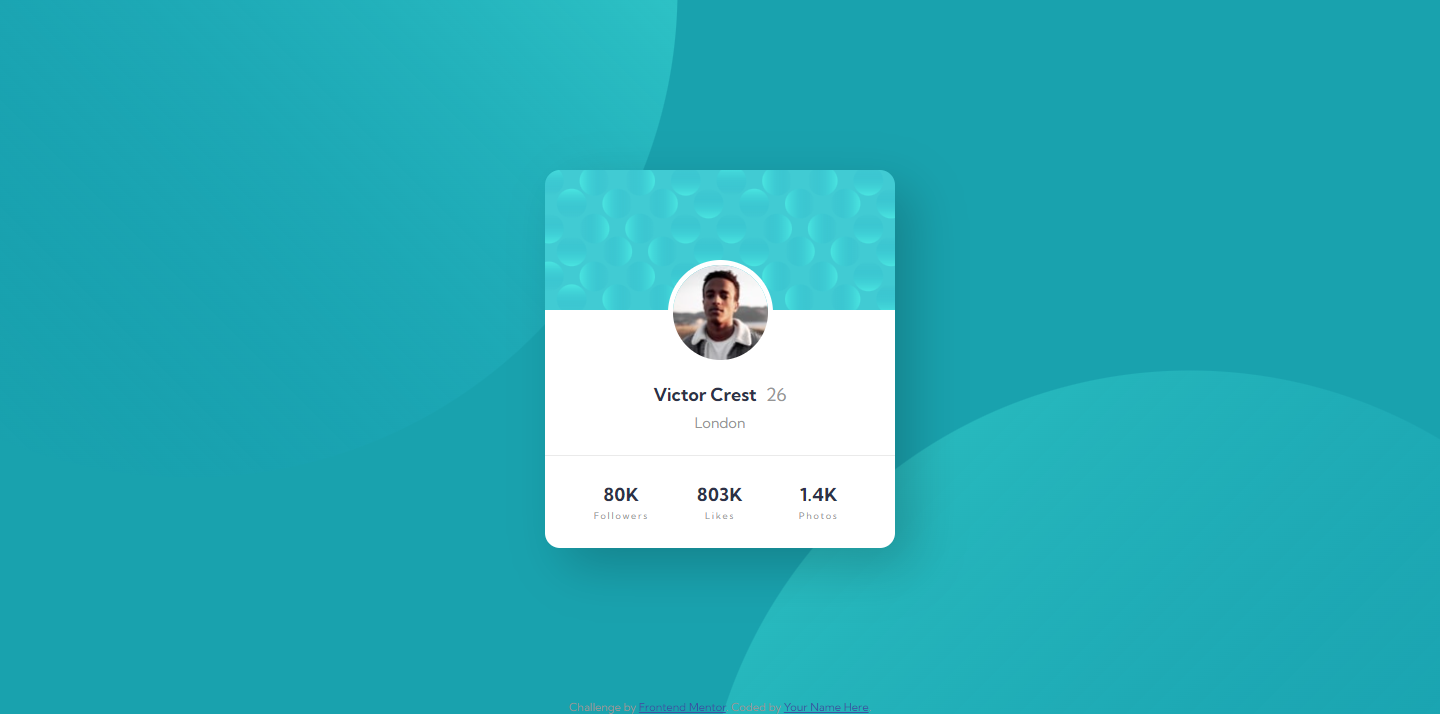 Victor Crest 26
London
80K 803K 1.4K
Followers Likes Photos
Challenge by Frontend Mentor. Coded by Your Name Here